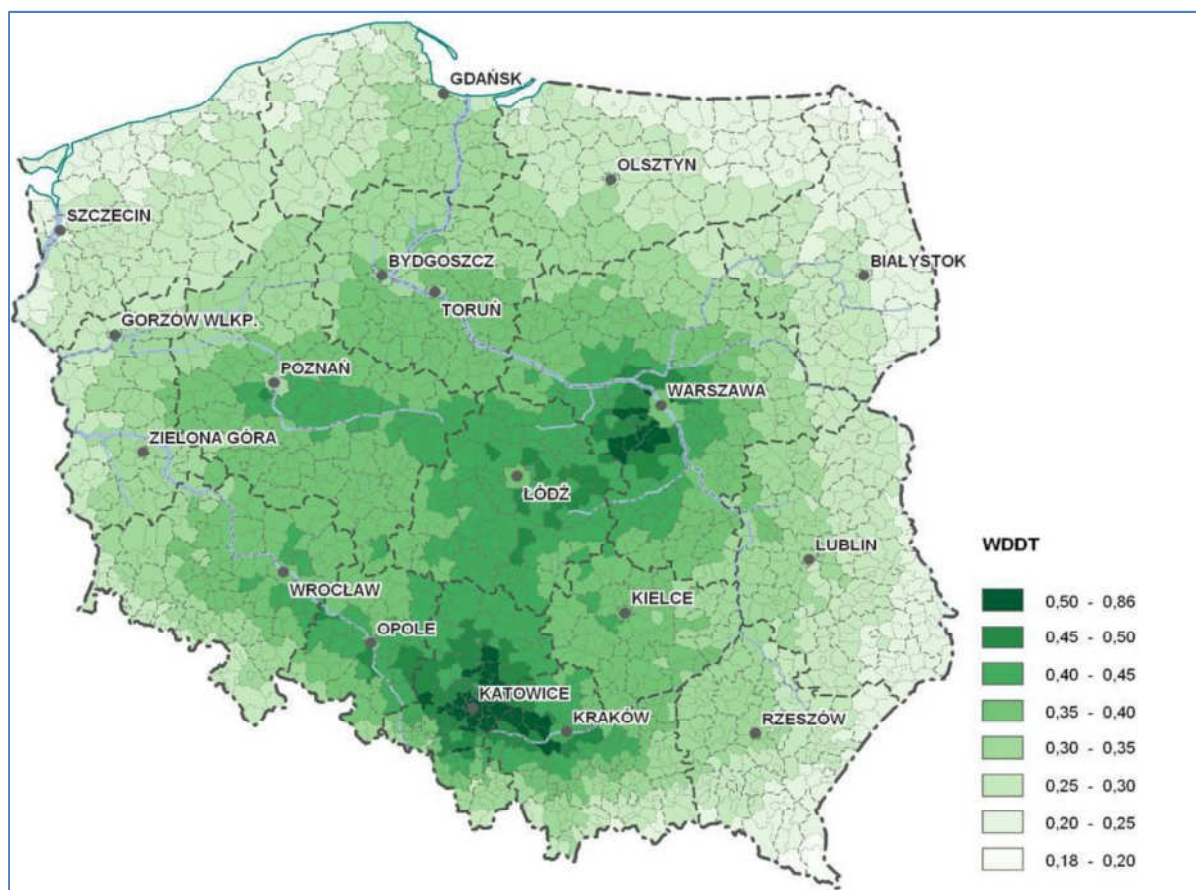 GDAŃSK
OLSZTYN
SZCZECIN
BYDGOSZCZ
BIAŁYSTOK
TORUŃ
GORZÓW WLKP.
POZNAŃ
WARSZAWA
ZIELONA GÓRA
ŁÓDŹ
LUBLIN
WROCŁAW
KIELCE
OPOLE
KATOWICE
KRAKÓW
RZESZÓW
WDDT
0,50 - 0,86
0,45 - 0,50
0,40 - 0,45
0,35 - 0,40
0,30 - 0,35
0,25 - 0,30
0,20 - 0,25
0,18 - 0,20